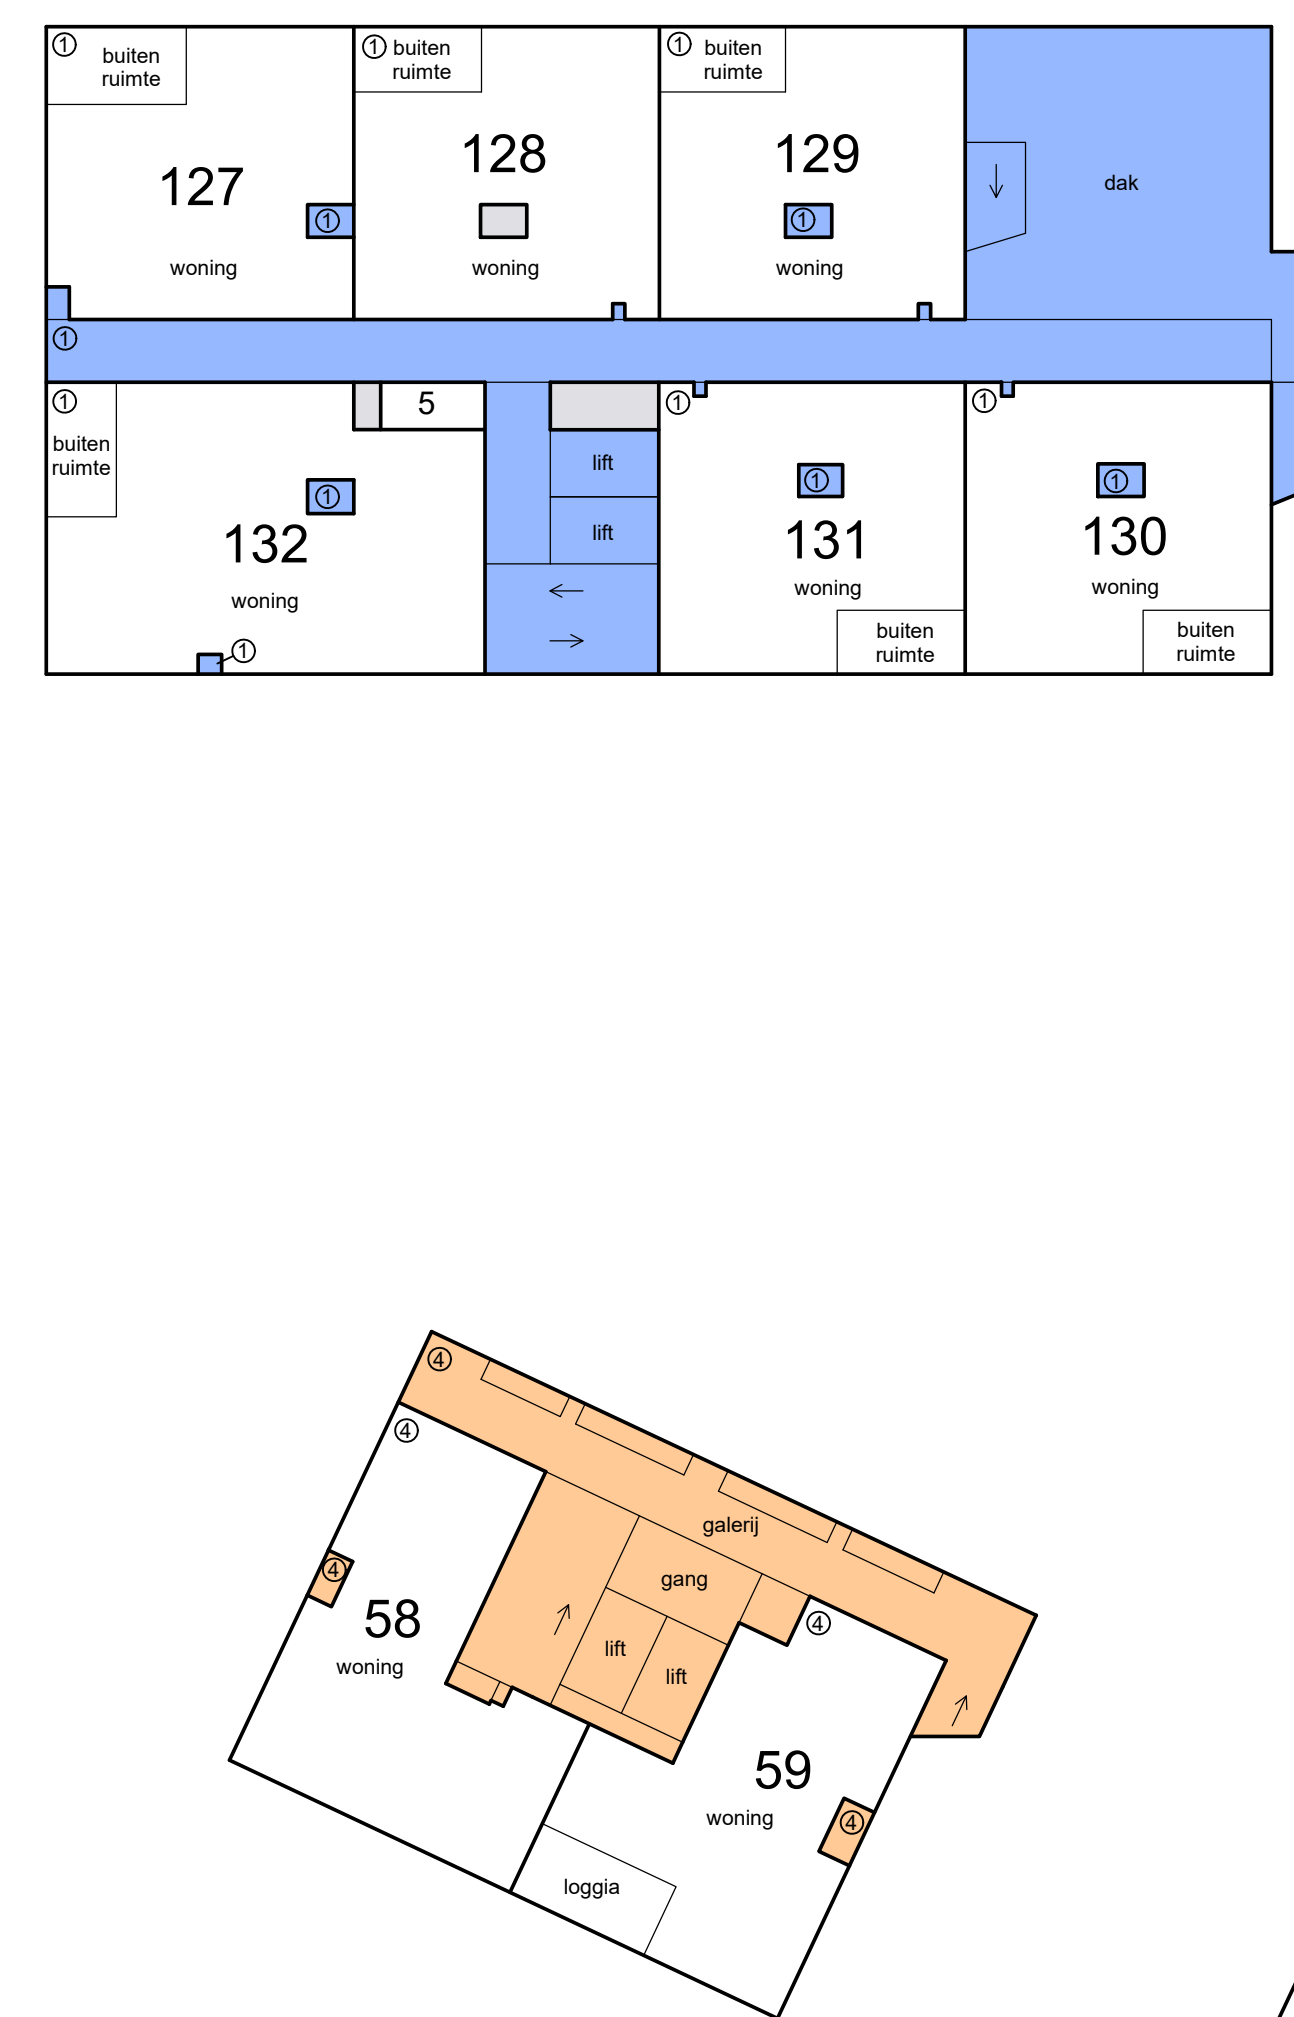 ①
buiten
ruimte
①
buiten
ruimte
①
buiten
ruimte
127
128
129
dak
①
①
woning
woning
woning
①
①
buiten
ruimte
5
①
①
lift
①
①
①
lift
132
131
130
woning
woning
woning
①
buiten
ruimte
buiten
ruimte
④
④
galerij
④
gang
58
④
woning
lift
lift
59
woning
④
loggia